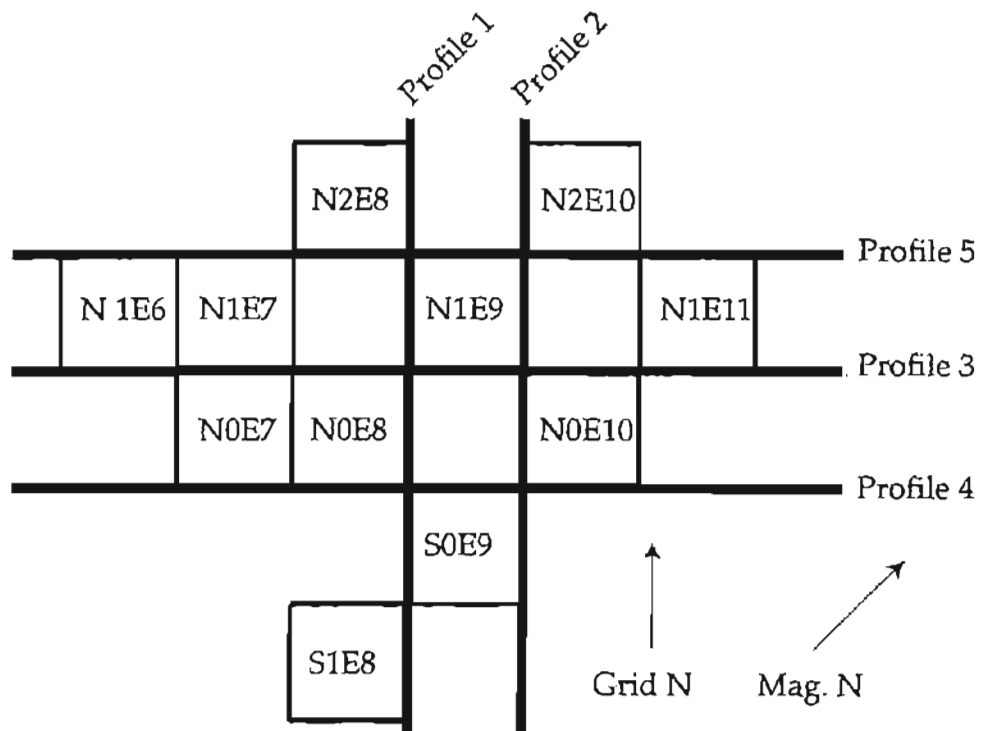 Profile 1
Profile 2
N2E8
N2E10
Profile 5
N 1E6
N1E7
N1E9
N1E11
Profile 3
N0E7
N0E8
N0E10
Profile 4
S0E9
S1E8
Grid N
Mag. N